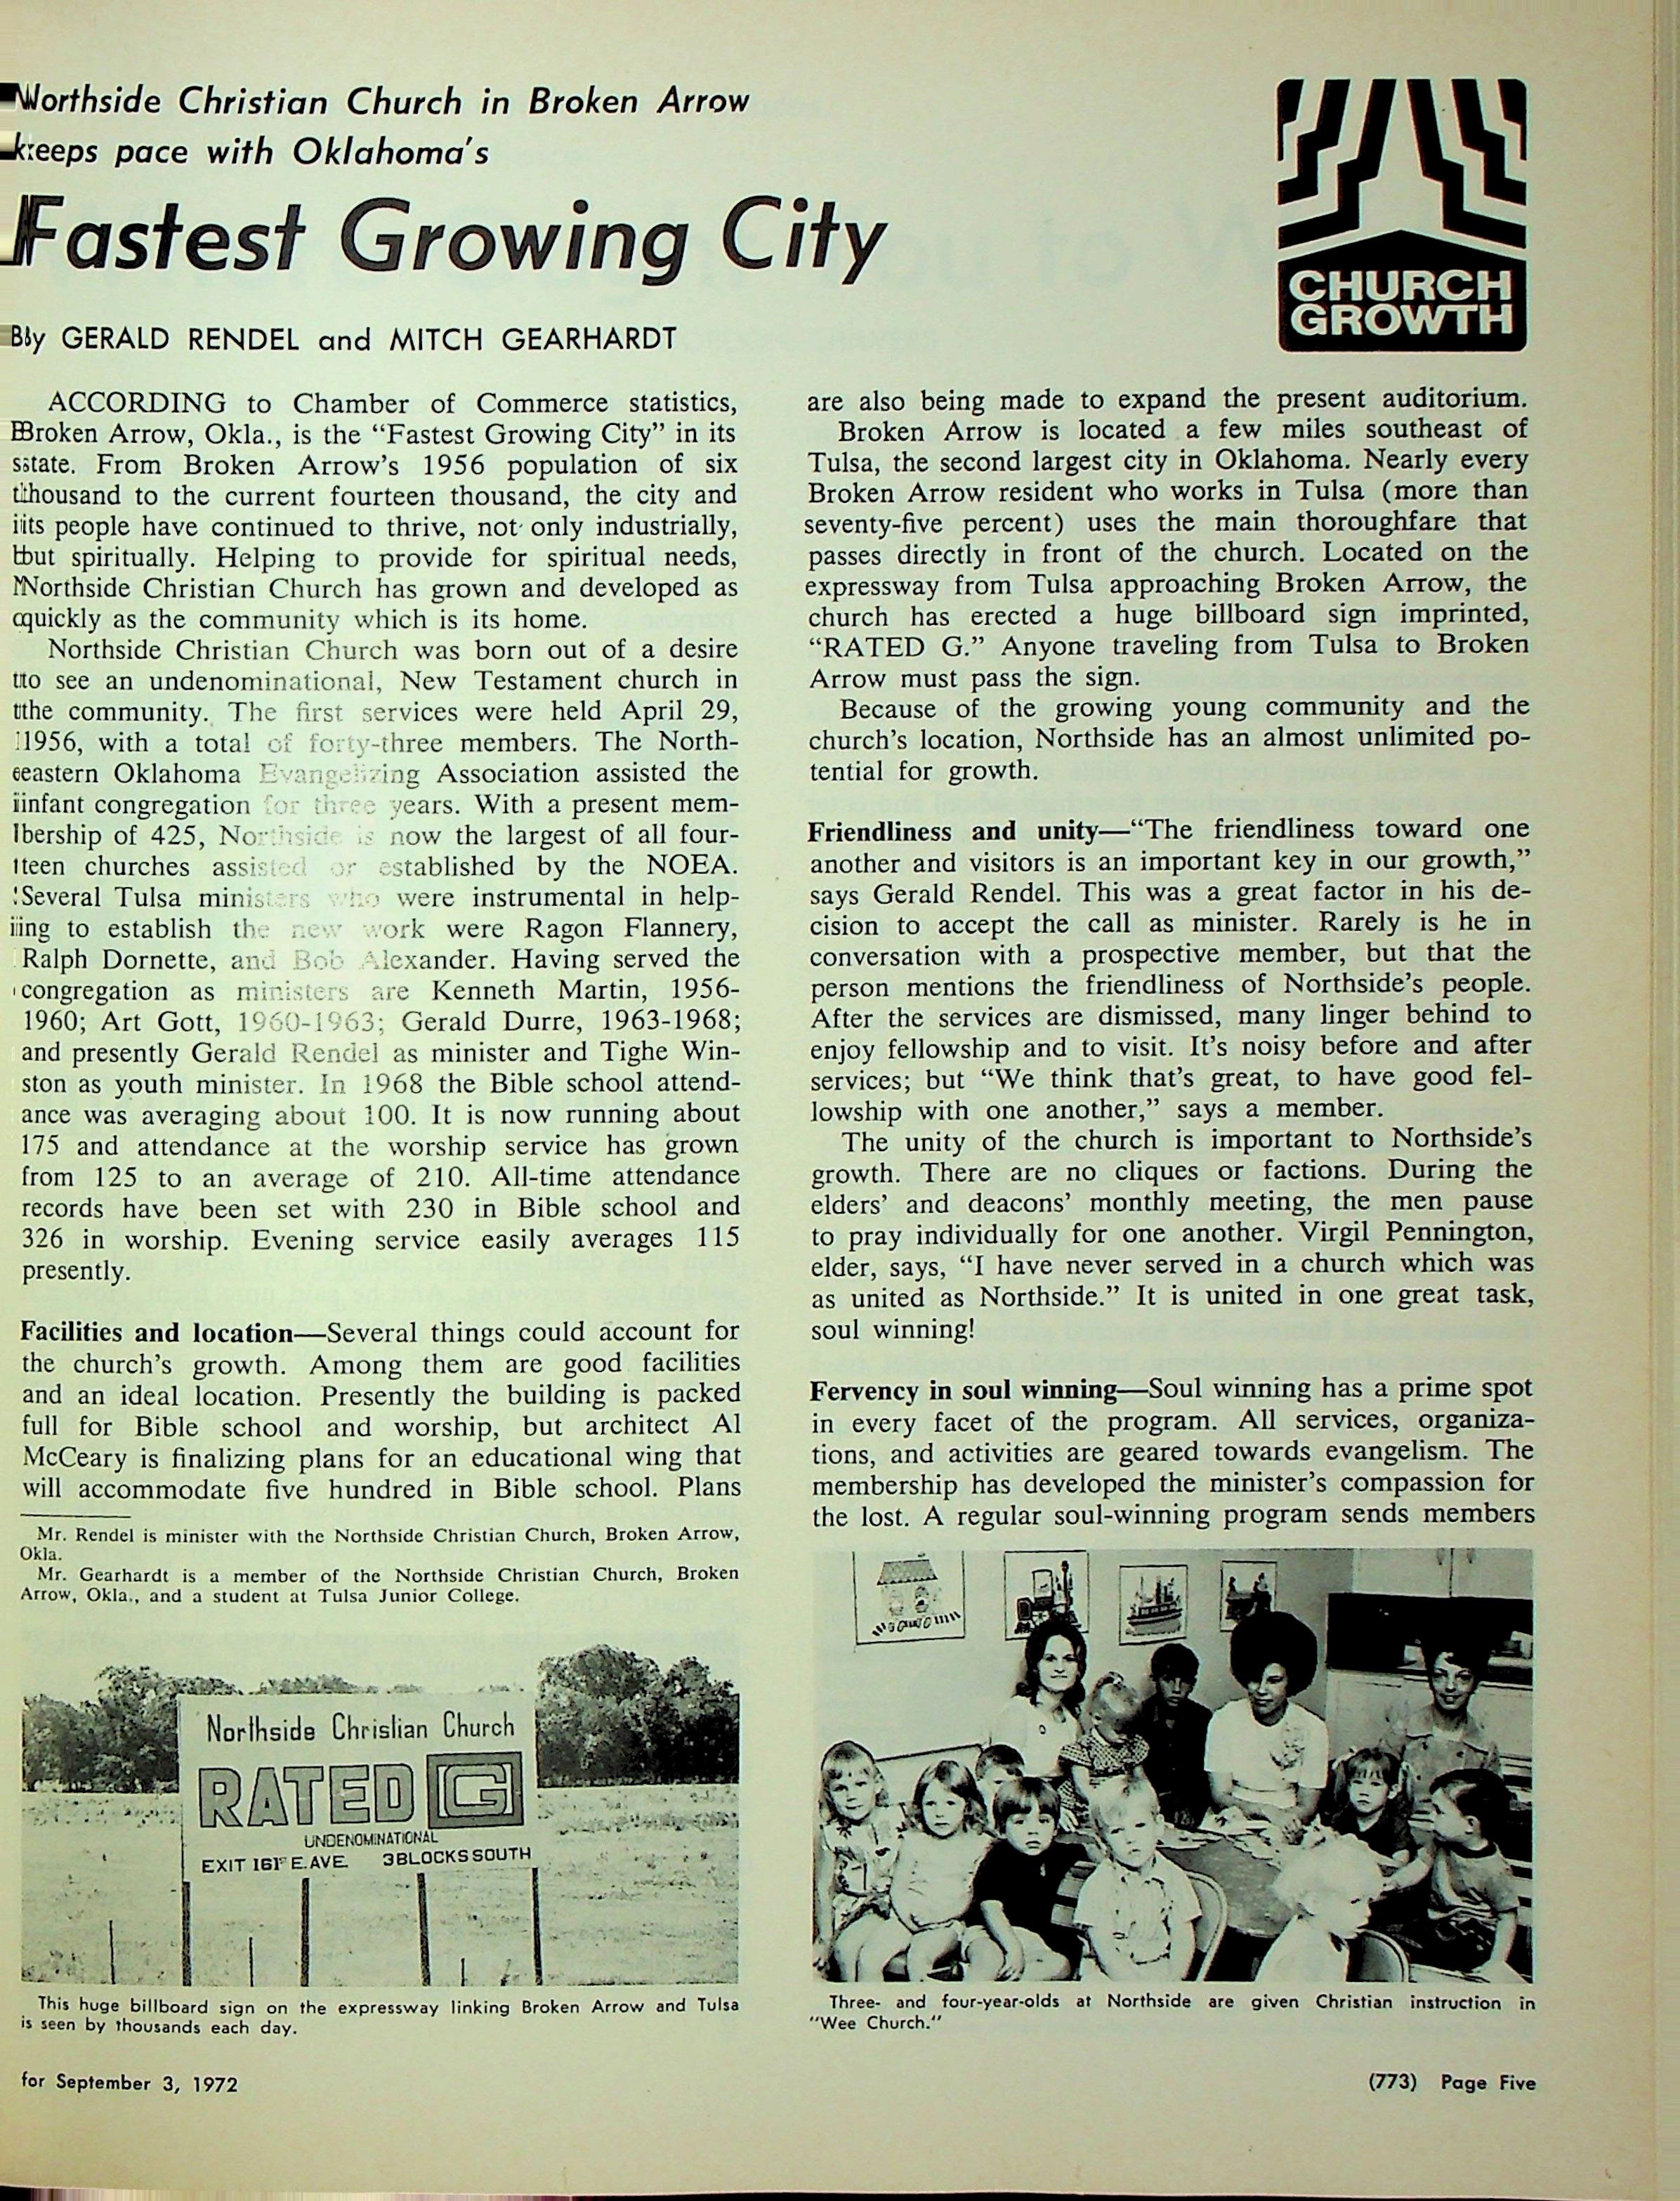 Northside Christian Church in Broken Arrow
keeps pace with Oklahoma's
Fastest Growing City
By GERALD RENDEL and MITCH GEARHARDT
CHURCH
GROWTH
ACCORDING to Chamber of Commerce statistics,
Broken Arrow, Okla., is the “Fastest Growing City” in its
state. From Broken Arrow's 1956 population of six
thousand to the current fourteen thousand, the city and
its people have continued to thrive, not only industrially,
but spiritually. Helping to provide for spiritual needs,
Northside Christian Church has grown and developed as
quickly as the community which is its home.
Northside Christian Church was born out of a desire
to see an undenominational, New Testament church in
the community. The first services were held April 29,
1956, with a total of forty-three members. The North-
eastern Oklahoma Evangelizing Association assisted the
infant congregation for three years. With a present mem-
bership of 425, Northside is now the largest of all four-
teen churches assisted or established by the NOEA.
Several Tulsa ministers who were instrumental in help-
ing to establish the new work were Ragon Flannery,
Ralph Dornette, and Bob Alexander. Having served the
congregation as ministers are Kenneth Martin, 1956-
1960; Art Gott, 1960-1963; Gerald Durre, 1963-1968;
and presently Gerald Rendel as minister and Tighe Win-
ston as youth minister. In 1968 the Bible school attend-
ance was averaging about 100. It is now running about
175 and attendance at the worship service has grown
from 125 to an average of 210. All-time attendance
records have been set with 230 in Bible school and
326 in worship. Evening service easily averages 115
presently.
Facilities and location—Several things could account for
the church's growth. Among them are good facilities
and an ideal location. Presently the building is packed
full for Bible school and worship, but architect Al
McCeary is finalizing plans for an educational wing that
will accommodate five hundred in Bible school. Plans
Mr. Rendel is minister with the Northside Christian Church, Broken Arrow,
Okla.
Mr. Gearhardt is a member of the Northside Christian Church, Broken
Arrow, Okla., and a student at Tulsa Junior College.
Northside Christian Church
RATED G
UNDENOMINATIONAL
EXIT 161ST E. AVE. 3 BLOCKS SOUTH
This huge billboard sign on the expressway linking Broken Arrow and Tulsa
is seen by thousands each day.
are also being made to expand the present auditorium.
Broken Arrow is located a few miles southeast of
Tulsa, the second largest city in Oklahoma. Nearly every
Broken Arrow resident who works in Tulsa (more than
seventy-five percent) uses the main thoroughfare that
passes directly in front of the church. Located on the
expressway from Tulsa approaching Broken Arrow, the
church has erected a huge billboard sign imprinted,
“RATED G.” Anyone traveling from Tulsa to Broken
Arrow must pass the sign.
Because of the growing young community and the
church's location, Northside has an almost unlimited po-
tential for growth.
Friendliness and unity—“The friendliness toward one
another and visitors is an important key in our growth,”
says Gerald Rendel. This was a great factor in his de-
cision to accept the call as minister. Rarely is he in
conversation with a prospective member, but that the
person mentions the friendliness of Northside's people.
After the services are dismissed, many linger behind to
enjoy fellowship and to visit. It's noisy before and after
services; but “We think that's great, to have good fel-
lowship with one another,” says a member.
The unity of the church is important to Northside's
growth. There are no cliques or factions. During the
elders' and deacons' monthly meeting, the men pause
to pray individually for one another. Virgil Pennington,
elder, says, “I have never served in a church which was
as united as Northside.” It is united in one great task,
soul winning!
Fervency in soul winning—Soul winning has a prime spot
in every facet of the program. All services, organiza-
tions, and activities are geared towards evangelism. The
membership has developed the minister's compassion for
the lost. A regular soul-winning program sends members
Three- and four-year-olds at Northside are given Christian instruction in
“Wee Church.”
for September 3, 1972
(773) Page Five